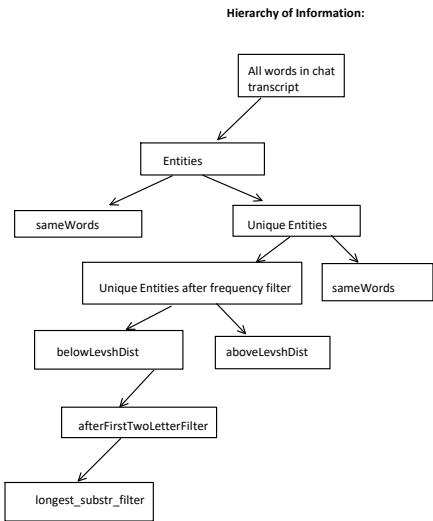 Hierarchy of Information:
All words in chat
transcript
Entities
sameWords
Unique Entities
Unique Entities after frequency filter
sameWords
belowLevshDist
aboveLevshDist
afterFirstTwoLetterFilter
longest_substr_filter